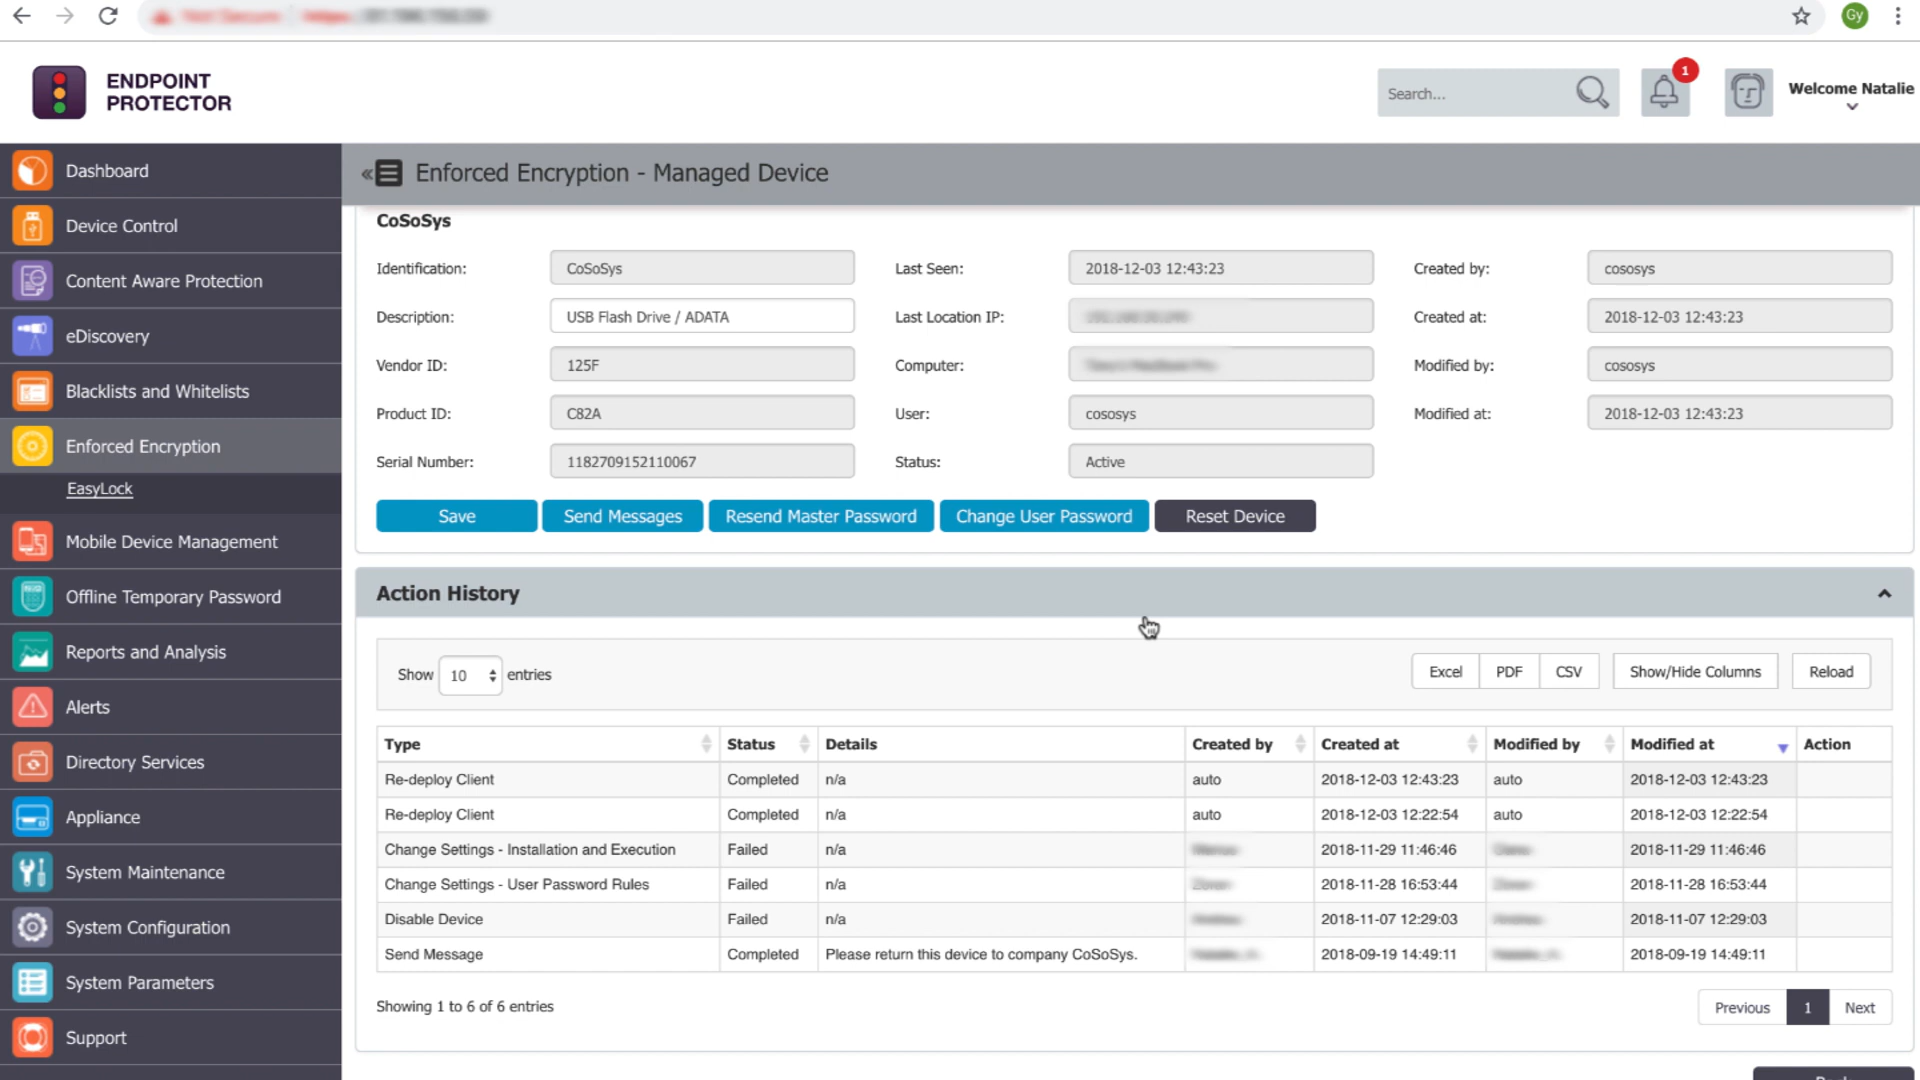 Gy
ENDPOINT
PROTECTOR
Search...
1
Welcome Natalie
Dashboard
Device Control
Content Aware Protection
eDiscovery
Blacklists and Whitelists
Enforced Encryption
EasyLock
Mobile Device Management
Offline Temporary Password
Reports and Analysis
Alerts
Directory Services
Appliance
System Maintenance
System Configuration
System Parameters
Support
« Enforced Encryption - Managed Device
CoSoSys
Identification: CoSoSys Last Seen: 2018-12-03 12:43:23 Created by: cososys
Description: USB Flash Drive / ADATA Last Location IP: Created at: 2018-12-03 12:43:23
Vendor ID: 125F Computer: Modified by: cososys
Product ID: C82A User: cososys Modified at: 2018-12-03 12:43:23
Serial Number: 1182709152110067 Status: Active
Save Send Messages Resend Master Password Change User Password Reset Device
Action History
Show 10 entries Excel PDF CSV Show/Hide Columns Reload
Type Status Details Created by Created at Modified by Modified at Action
Re-deploy Client Completed n/a auto 2018-12-03 12:43:23 auto 2018-12-03 12:43:23
Re-deploy Client Completed n/a auto 2018-12-03 12:22:54 auto 2018-12-03 12:22:54
Change Settings - Installation and Execution Failed n/a 2018-11-29 11:46:46 2018-11-29 11:46:46
Change Settings - User Password Rules Failed n/a 2018-11-28 16:53:44 2018-11-28 16:53:44
Disable Device Failed n/a 2018-11-07 12:29:03 2018-11-07 12:29:03
Send Message Completed Please return this device to company CoSoSys. 2018-09-19 14:49:11 2018-09-19 14:49:11
Showing 1 to 6 of 6 entries Previous 1 Next